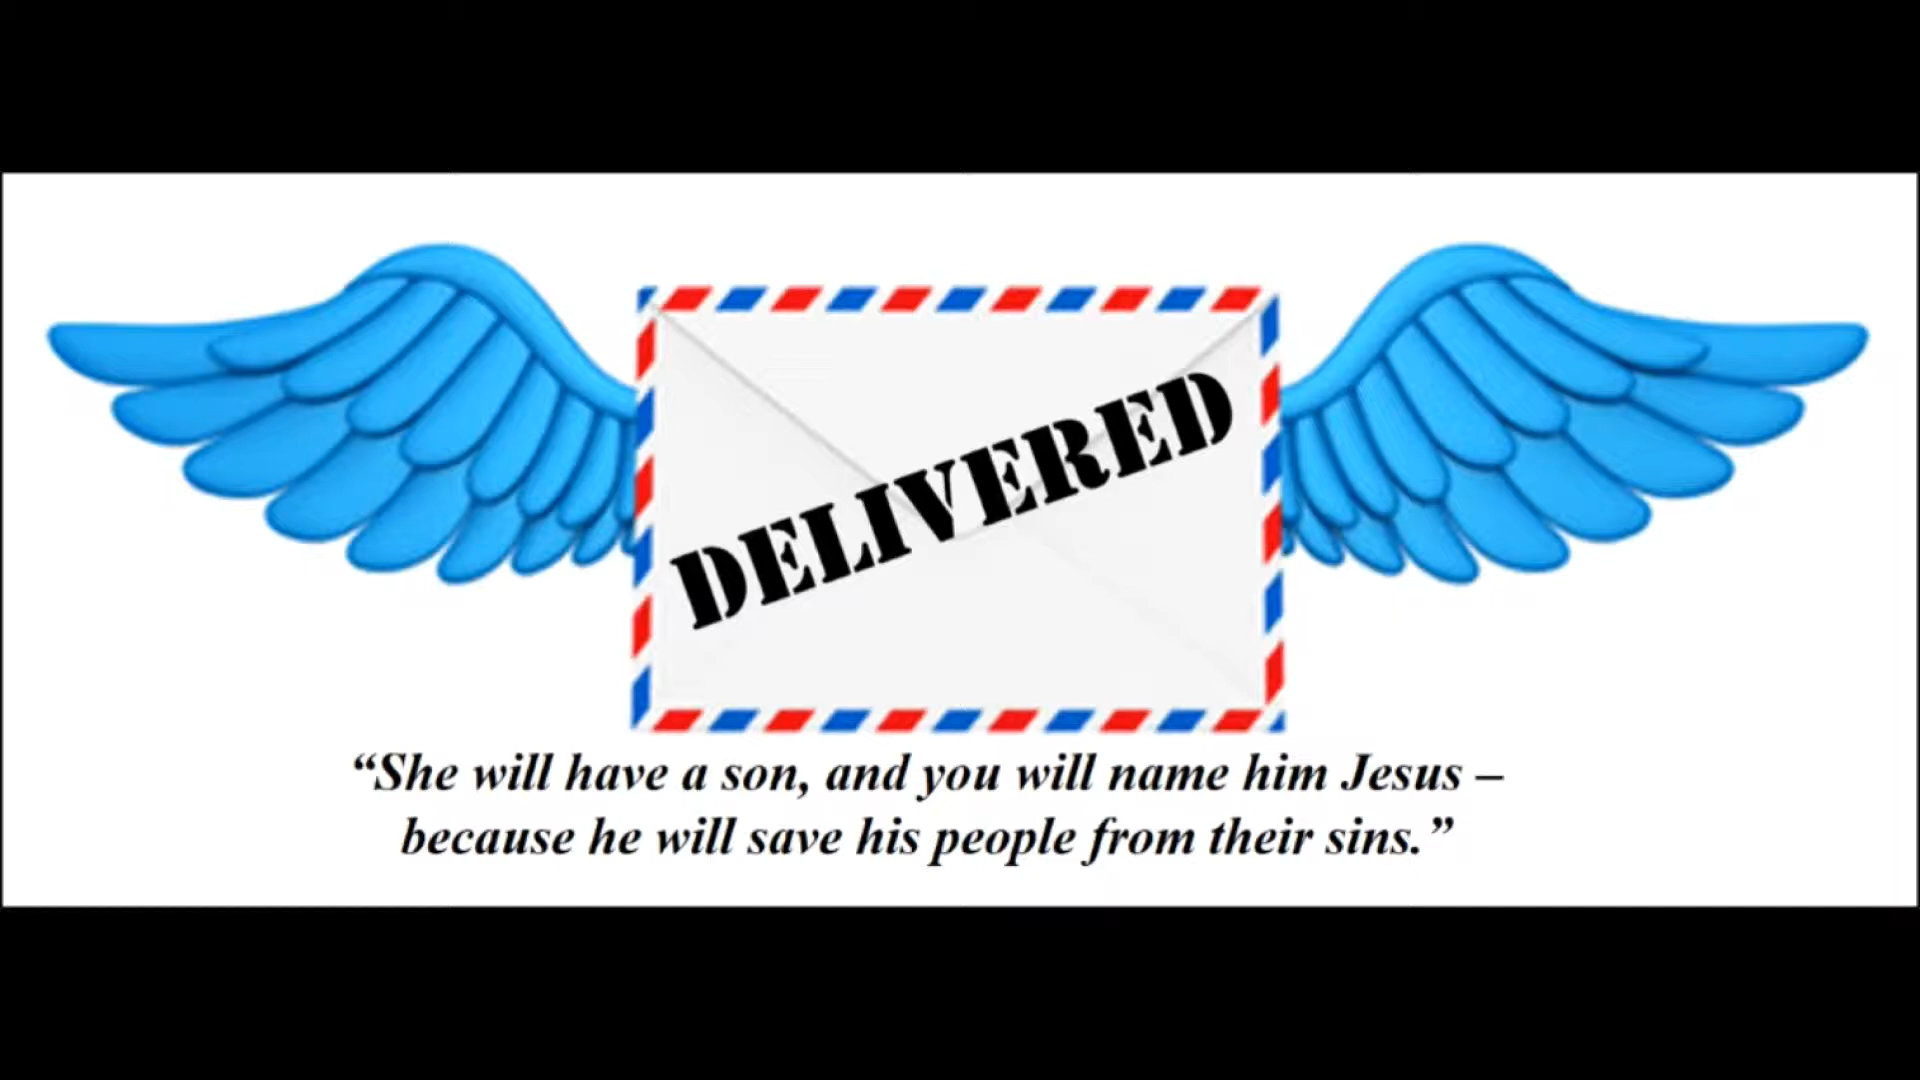 DELIVERED
“She will have a son, and you will name him Jesus –
because he will save his people from their sins.”